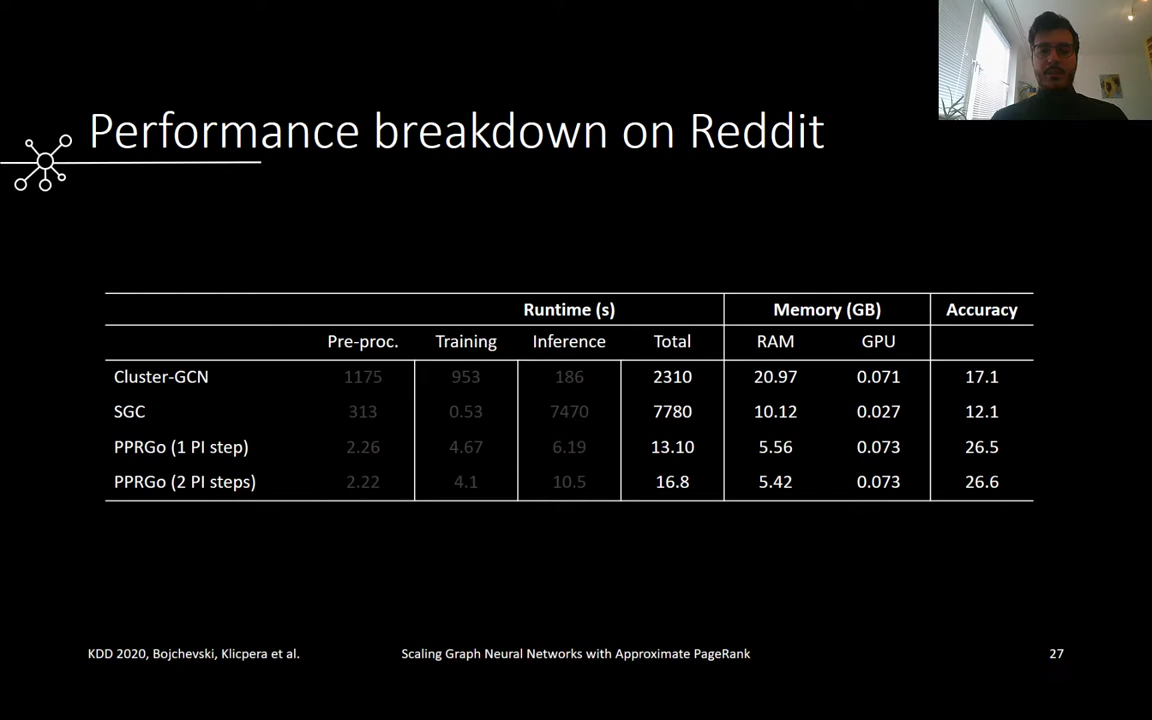 Performance breakdown on Reddit
Runtime (s) Memory (GB) Accuracy
Pre-proc. Training Inference Total RAM GPU
Cluster-GCN 1175 953 186 2310 20.97 0.071 17.1
SGC 313 0.53 7470 7780 10.12 0.027 12.1
PPRGo (1 PI step) 2.26 4.67 6.19 13.10 5.56 0.073 26.5
PPRGo (2 PI steps) 2.22 4.1 10.5 16.8 5.42 0.073 26.6
KDD 2020, Bojchevski, Klicpera et al. Scaling Graph Neural Networks with Approximate PageRank 27